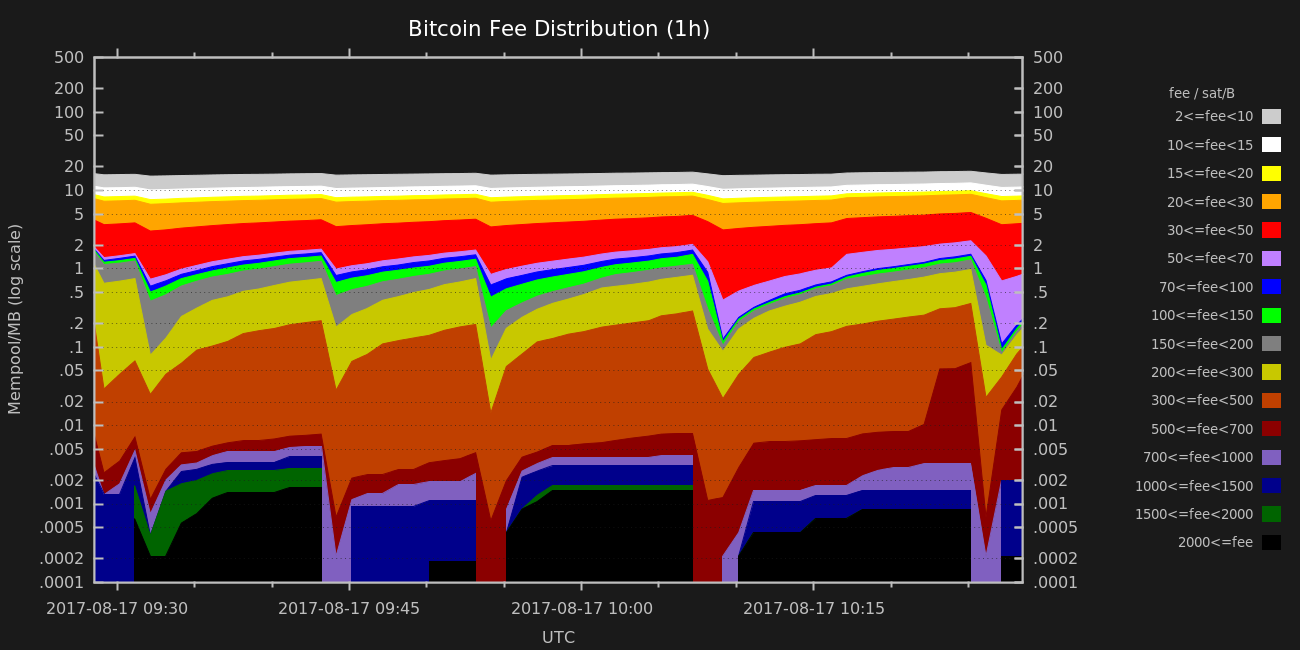 Bitcoin Fee Distribution (1h)
500
200
100
50
20
10
5
2
1
.5
.2
.1
.05
.02
.01
.005
.002
.001
.0005
.0002
.0001
Mempool/MB (log scale)
500
200
100
50
20
10
5
2
1
.5
.2
.1
.05
.02
.01
.005
.002
.001
.0005
.0002
.0001
2017-08-17 09:30 2017-08-17 09:45 2017-08-17 10:00 2017-08-17 10:15
UTC
fee / sat/B
2<=fee<10
10<=fee<15
15<=fee<20
20<=fee<30
30<=fee<50
50<=fee<70
70<=fee<100
100<=fee<150
150<=fee<200
200<=fee<300
300<=fee<500
500<=fee<700
700<=fee<1000
1000<=fee<1500
1500<=fee<2000
2000<=fee